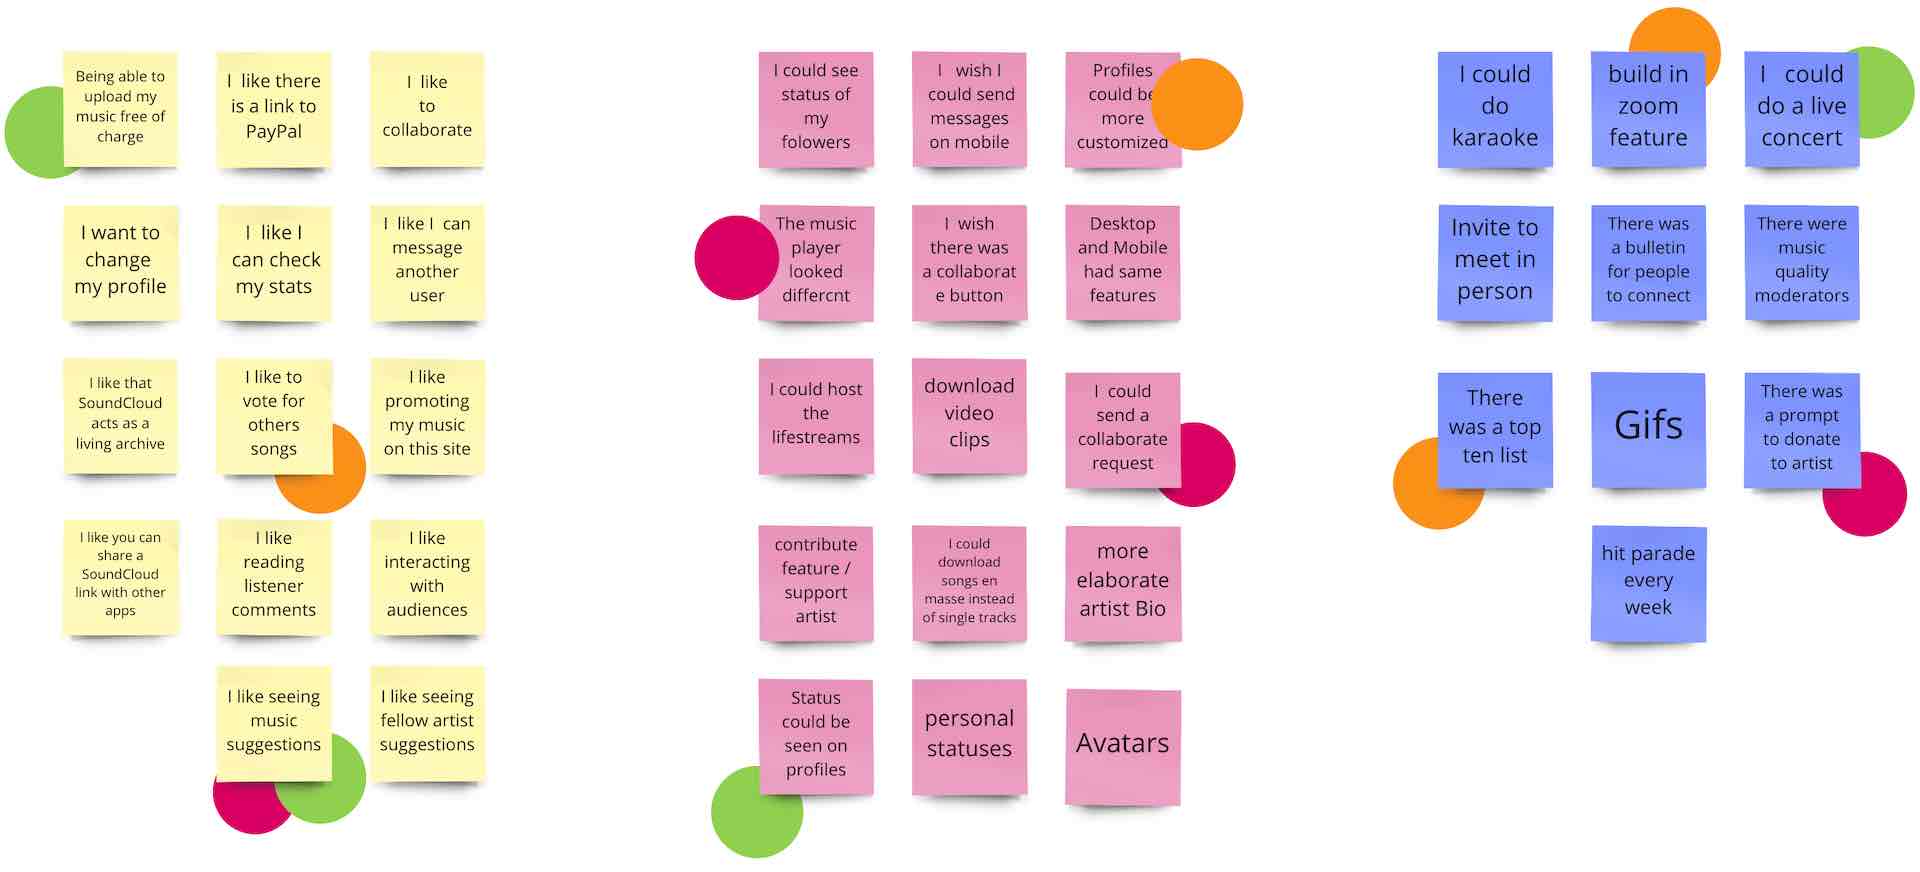 Being able to
upload my
music free of
charge
I like there
is a link to
PayPal
I like
to
collaborate
I want to
change
my profile
I like I
can check
my stats
I like I can
message
another
user
I like that
SoundCloud
acts as a
living archive
I like to
vote for
others
songs
I like
promoting
my music
on this site
I like you can
share a
SoundCloud
link with other
apps
I like
reading
listener
comments
I like
interacting
with
audiences
I like seeing
music
suggestions
I like seeing
fellow artist
suggestions
I could see
status of
my
folowers
I wish I
could send
messages
on mobile
Profiles
could be
more
customized
The music
player
looked
differcnt
I wish
there was
a collaborat
e button
Desktop
and Mobile
had same
features
I could host
the
lifestreams
download
video
clips
I could
send a
collaborate
request
contribute
feature /
support
artist
I could
download
songs en
masse instead
of single tracks
more
elaborate
artist Bio
Status
could be
seen on
profiles
personal
statuses
Avatars
I could
do
karaoke
build in
zoom
feature
I could
do a live
concert
Invite to
meet in
person
There was
a bulletin
for people
to connect
There were
music
quality
moderators
There
was a top
ten list
Gifs
There was
a prompt
to donate
to artist
hit parade
every
week